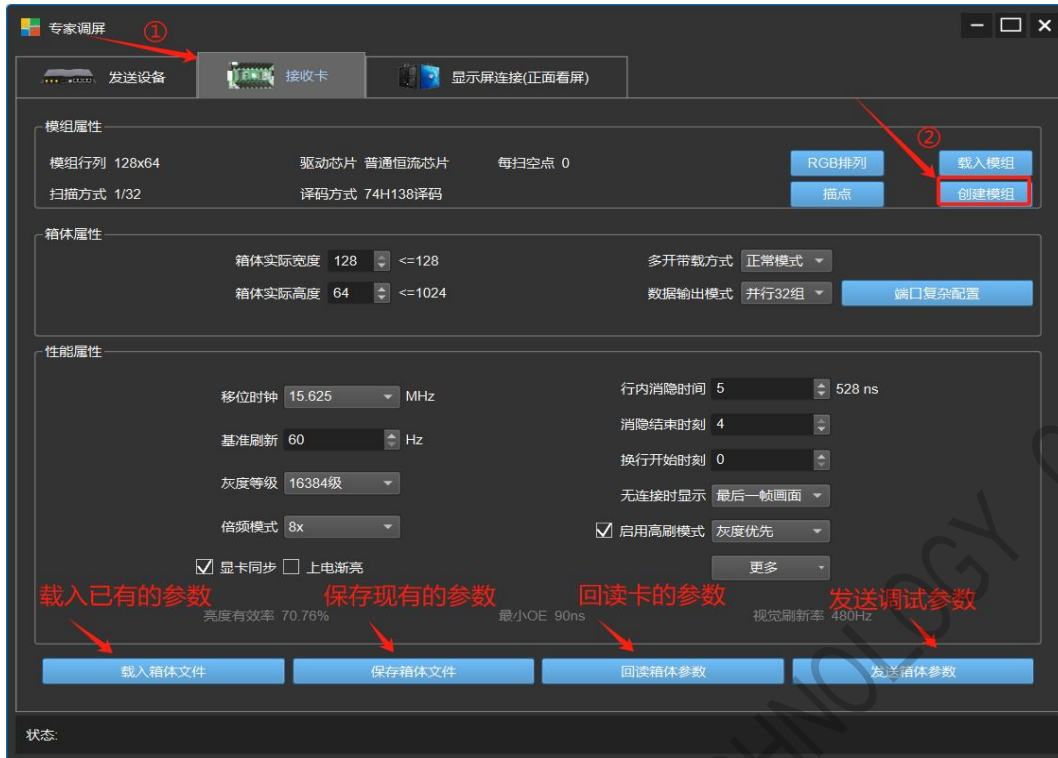 专家调屏
①
发送设备
接收卡
显示屏连接(正面看屏)
模组属性
②
模组行列 128x64
驱动芯片 普通恒流芯片
每扫空点 0
RGB排列
载入模组
扫描方式 1/32
译码方式 74H138译码
描点
创建模组
箱体属性
箱体实际宽度 128 <=128
多开带载方式 正常模式
箱体实际高度 64 <=1024
数据输出模式 并行32组
端口复杂配置
性能属性
移位时钟 15.625 MHz
行内消隐时间 5 528 ns
消隐结束时刻 4
基准刷新 60 Hz
换行开始时刻 0
灰度等级 16384级
无连接时显示 最后一帧画面
倍频模式 8x
启用高刷模式 灰度优先
显卡同步 上电渐亮
更多
载入已有的参数
保存现有的参数
回读卡的参数
发送调试参数
亮度有效率 70.76%
最小OE 90ns
视觉刷新率 480Hz
载入箱体文件
保存箱体文件
回读箱体参数
发送箱体参数
状态:
HNOLOGY